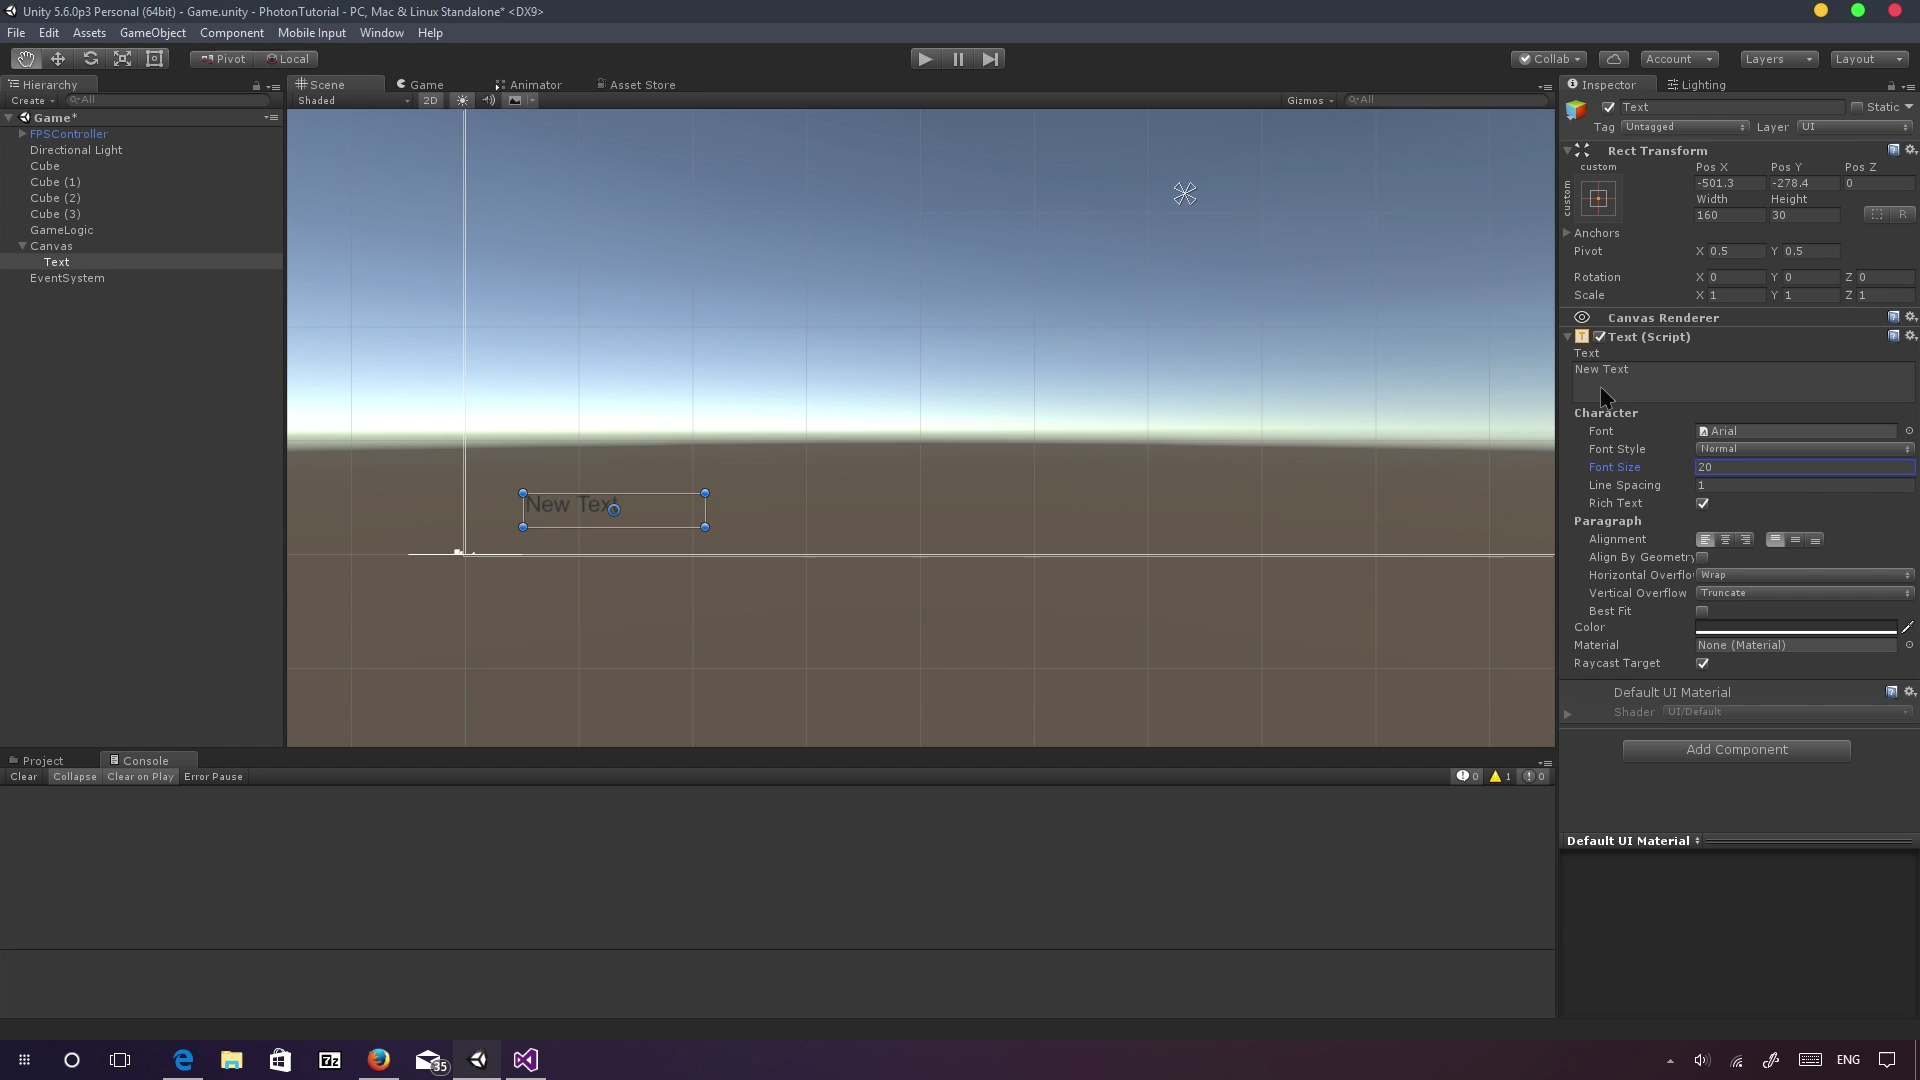 Unity 5.6.0p3 Personal (64bit) - Game.unity - PhotonTutorial - PC, Mac & Linux Standalone* <DX9>
File Edit Assets GameObject Component Mobile Input Window Help
Pivot Local Collab Account Layers Layout
Hierarchy
Create All
Game*
FPSController
Directional Light
Cube
Cube (1)
Cube (2)
Cube (3)
GameLogic
Canvas
Text
EventSystem
Scene Game Animator Asset Store
Shaded 2D Gizmos All
New Text
Inspector Lighting
Text Static
Tag Untagged Layer UI
Rect Transform
custom Pos X Pos Y Pos Z
custom
-501.3 -278.4 0
Width Height
160 30 R
Anchors
Pivot X 0.5 Y 0.5
Rotation X 0 Y 0 Z 0
Scale X 1 Y 1 Z 1
Canvas Renderer
T Text (Script)
Text
New Text
Character
Font Arial
Font Style Normal
Font Size 20
Line Spacing 1
Rich Text
Paragraph
Alignment
Align By Geometry
Horizontal Overflo Wrap
Vertical Overflow Truncate
Best Fit
Color
Material None (Material)
Raycast Target
Default UI Material
Shader UI/Default
Add Component
Default UI Material
Project Console
Clear Collapse Clear on Play Error Pause 0 1 0
7z 35 ENG